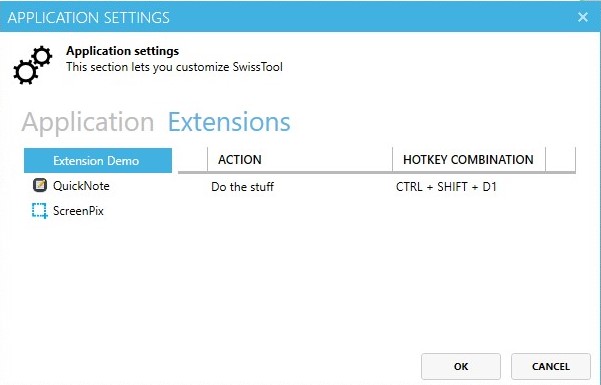 APPLICATION SETTINGS
Application settings
This section lets you customize SwissTool
Application Extensions
Extension Demo ACTION HOTKEY COMBINATION
QuickNote Do the stuff CTRL + SHIFT + D1
ScreenPix
OK CANCEL